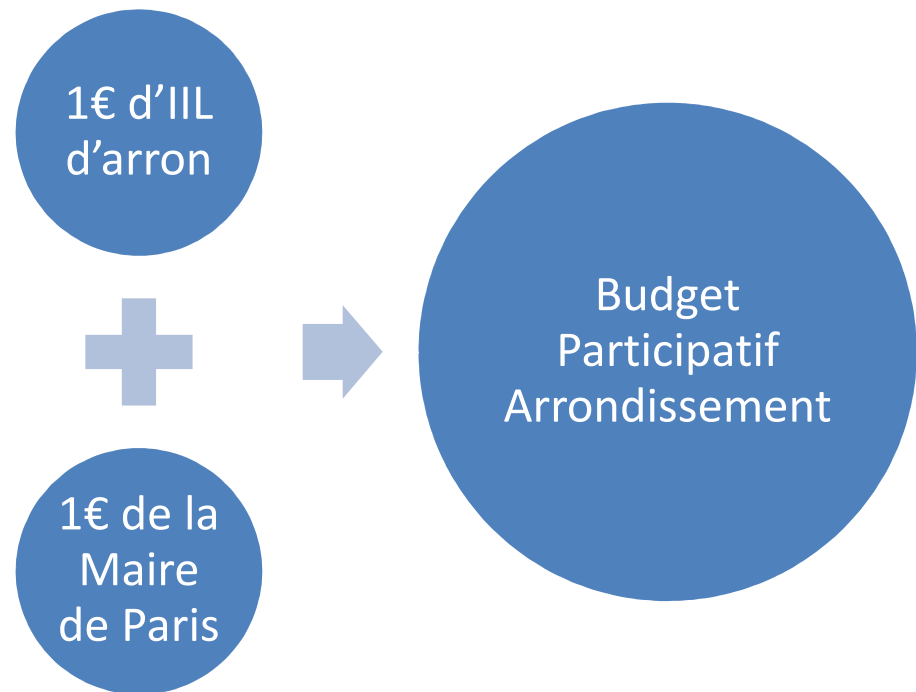 1€ d’IIL
d’arron
1€ de la
Maire
de Paris
Budget
Participatif
Arrondissement